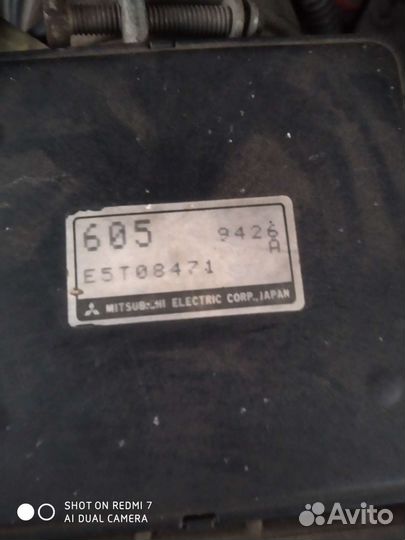 605 9426
A
E5T08471
MITSUBISHI ELECTRIC CORP., JAPAN
SHOT ON REDMI 7
AI DUAL CAMERA
Avito